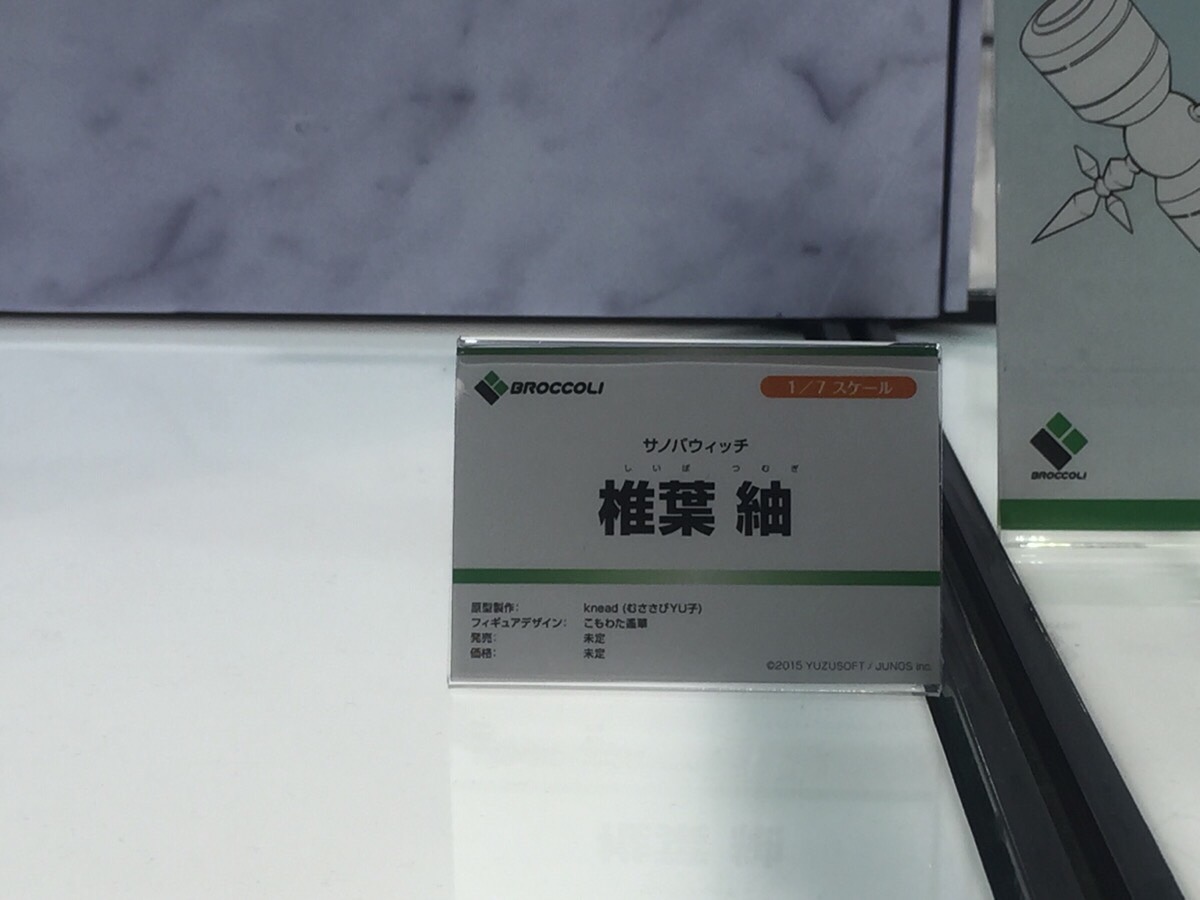 BROCCOLI
1/7 スケール
サノバウィッチ
しいば つむぎ
椎葉 紬
原型製作: knead (むささびYU子)
フィギュアデザイン: こもわた遙華
発売: 未定
価格: 未定
©2015 YUZUSOFT / JUNOS inc.
BROCCOLI